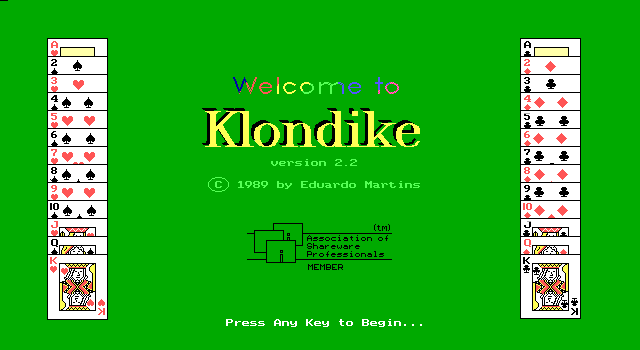 Welcome to
Klondike
version 2.2
© 1989 by Eduardo Martins
(tm)
Association of
Shareware
Professionals
MEMBER
Press Any Key to Begin...
A
2
3
4
5
6
7
8
9
10
J
Q
K
K
A
2
3
4
5
6
7
8
9
10
J
Q
K
K